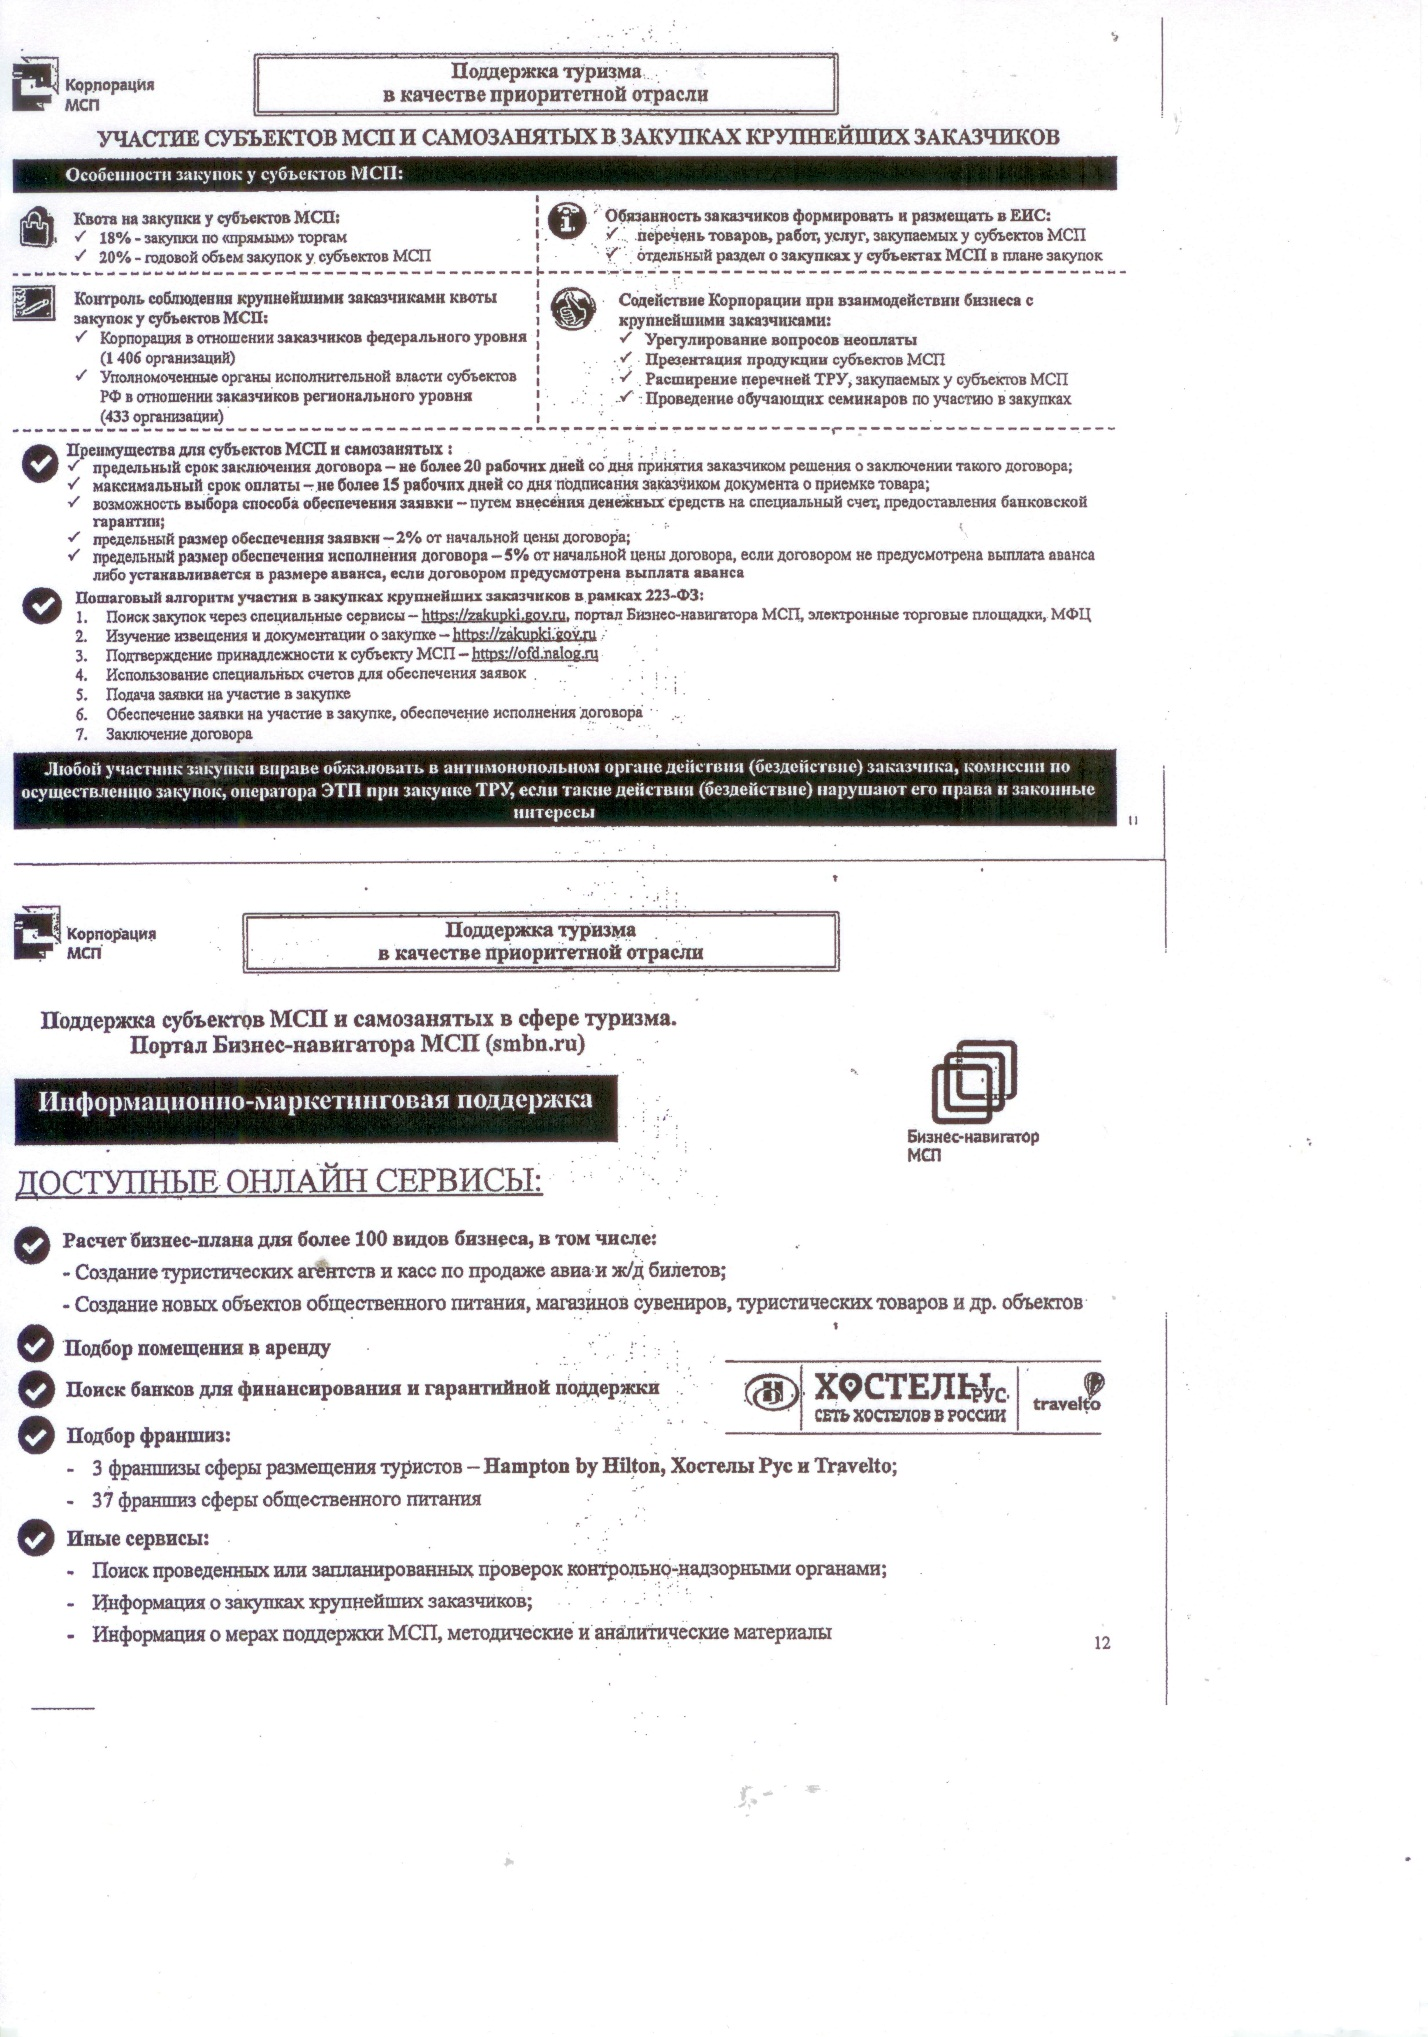 Корпорация
МСП
Поддержка туризма
в качестве приоритетной отрасли
УЧАСТИЕ СУБЪЕКТОВ МСП И САМОЗАНЯТЫХ В ЗАКУПКАХ КРУПНЕЙШИХ ЗАКАЗЧИКОВ
Особенности закупок у субъектов МСП:
Квота на закупки у субъектов МСП:
✓ 18% - закупки по «прямым» торгам
✓ 20% - годовой объем закупок у субъектов МСП
Обязанность заказчиков формировать и размещать в ЕИС:
✓ перечень товаров, работ, услуг, закупаемых у субъектов МСП
✓ отдельный раздел о закупках у субъектах МСП в плане закупок
Контроль соблюдения крупнейшими заказчиками квоты
закупок у субъектов МСП:
✓ Корпорация в отношении заказчиков федерального уровня
(1 406 организаций)
✓ Уполномоченные органы исполнительной власти субъектов
РФ в отношении заказчиков регионального уровня
(433 организации)
Содействие Корпорации при взаимодействии бизнеса с
крупнейшими заказчиками:
✓ Урегулирование вопросов неоплаты
✓ Презентация продукции субъектов МСП
✓ Расширение перечней ТРУ, закупаемых у субъектов МСП
✓ Проведение обучающих семинаров по участию в закупках
Преимущества для субъектов МСП и самозанятых :
✓ предельный срок заключения договора – не более 20 рабочих дней со дня принятия заказчиком решения о заключении такого договора;
✓ максимальный срок оплаты – не более 15 рабочих дней со дня подписания заказчиком документа о приемке товара;
✓ возможность выбора способа обеспечения заявки – путем внесения денежных средств на специальный счет, предоставления банковской
гарантии;
✓ предельный размер обеспечения заявки – 2% от начальной цены договора;
✓ предельный размер обеспечения исполнения договора – 5% от начальной цены договора, если договором не предусмотрена выплата аванса
либо устанавливается в размере аванса, если договором предусмотрена выплата аванса
Пошаговый алгоритм участия в закупках крупнейших заказчиков в рамках 223-ФЗ:
1. Поиск закупок через специальные сервисы – https://zakupki.gov.ru, портал Бизнес-навигатора МСП, электронные торговые площадки, МФЦ
2. Изучение извещения и документации о закупке – https://zakupki.gov.ru
3. Подтверждение принадлежности к субъекту МСП – https://ofd.nalog.ru
4. Использование специальных счетов для обеспечения заявок
5. Подача заявки на участие в закупке
6. Обеспечение заявки на участие в закупке, обеспечение исполнения договора
7. Заключение договора
Любой участник закупки вправе обжаловать в антимонопольном органе действия (бездействие) заказчика, комиссии по
осуществлению закупок, оператора ЭТП при закупке ТРУ, если такие действия (бездействие) нарушают его права и законные
интересы
11
Корпорация
МСП
Поддержка туризма
в качестве приоритетной отрасли
Поддержка субъектов МСП и самозанятых в сфере туризма.
Портал Бизнес-навигатора МСП (smbn.ru)
Информационно-маркетинговая поддержка
Бизнес-навигатор
МСП
ДОСТУПНЫЕ ОНЛАЙН СЕРВИСЫ:
Расчет бизнес-плана для более 100 видов бизнеса, в том числе:
- Создание туристических агентств и касс по продаже авиа и ж/д билетов;
- Создание новых объектов общественного питания, магазинов сувениров, туристических товаров и др. объектов
Подбор помещения в аренду
Поиск банков для финансирования и гарантийной поддержки
ХОСТЕЛЫ РУС
СЕТЬ ХОСТЕЛОВ В РОССИИ
travelto
Подбор франшиз:
- 3 франшизы сферы размещения туристов – Hampton by Hilton, Хостелы Рус и Travelto;
- 37 франшиз сферы общественного питания
Иные сервисы:
- Поиск проведенных или запланированных проверок контрольно-надзорными органами;
- Информация о закупках крупнейших заказчиков;
- Информация о мерах поддержки МСП, методические и аналитические материалы
12